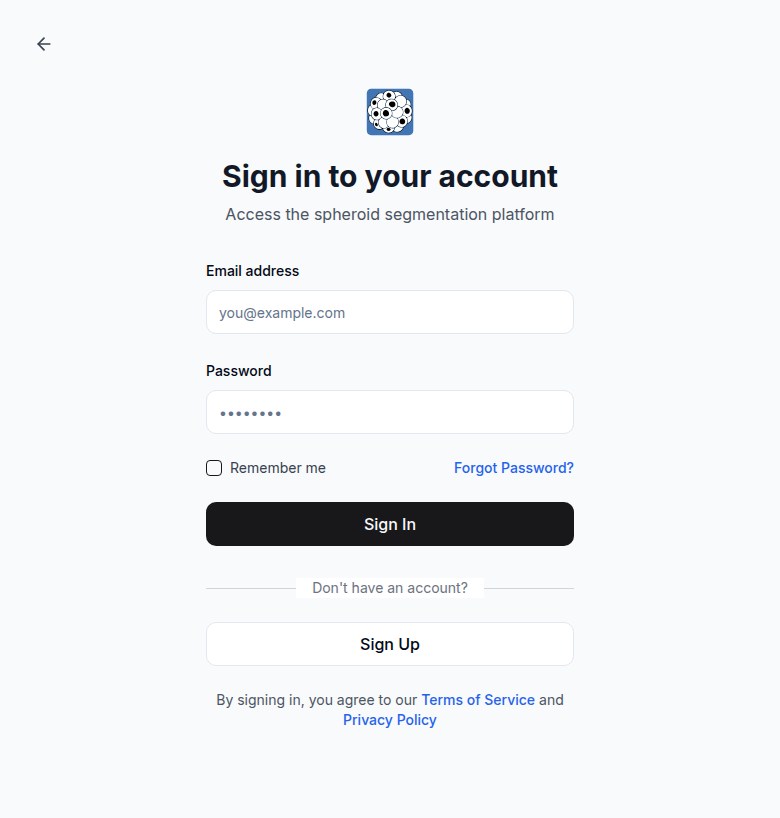 Sign in to your account
Access the spheroid segmentation platform
Email address
you@example.com
Password
••••••••
Remember me
Forgot Password?
Sign In
Don't have an account?
Sign Up
By signing in, you agree to our Terms of Service and
Privacy Policy